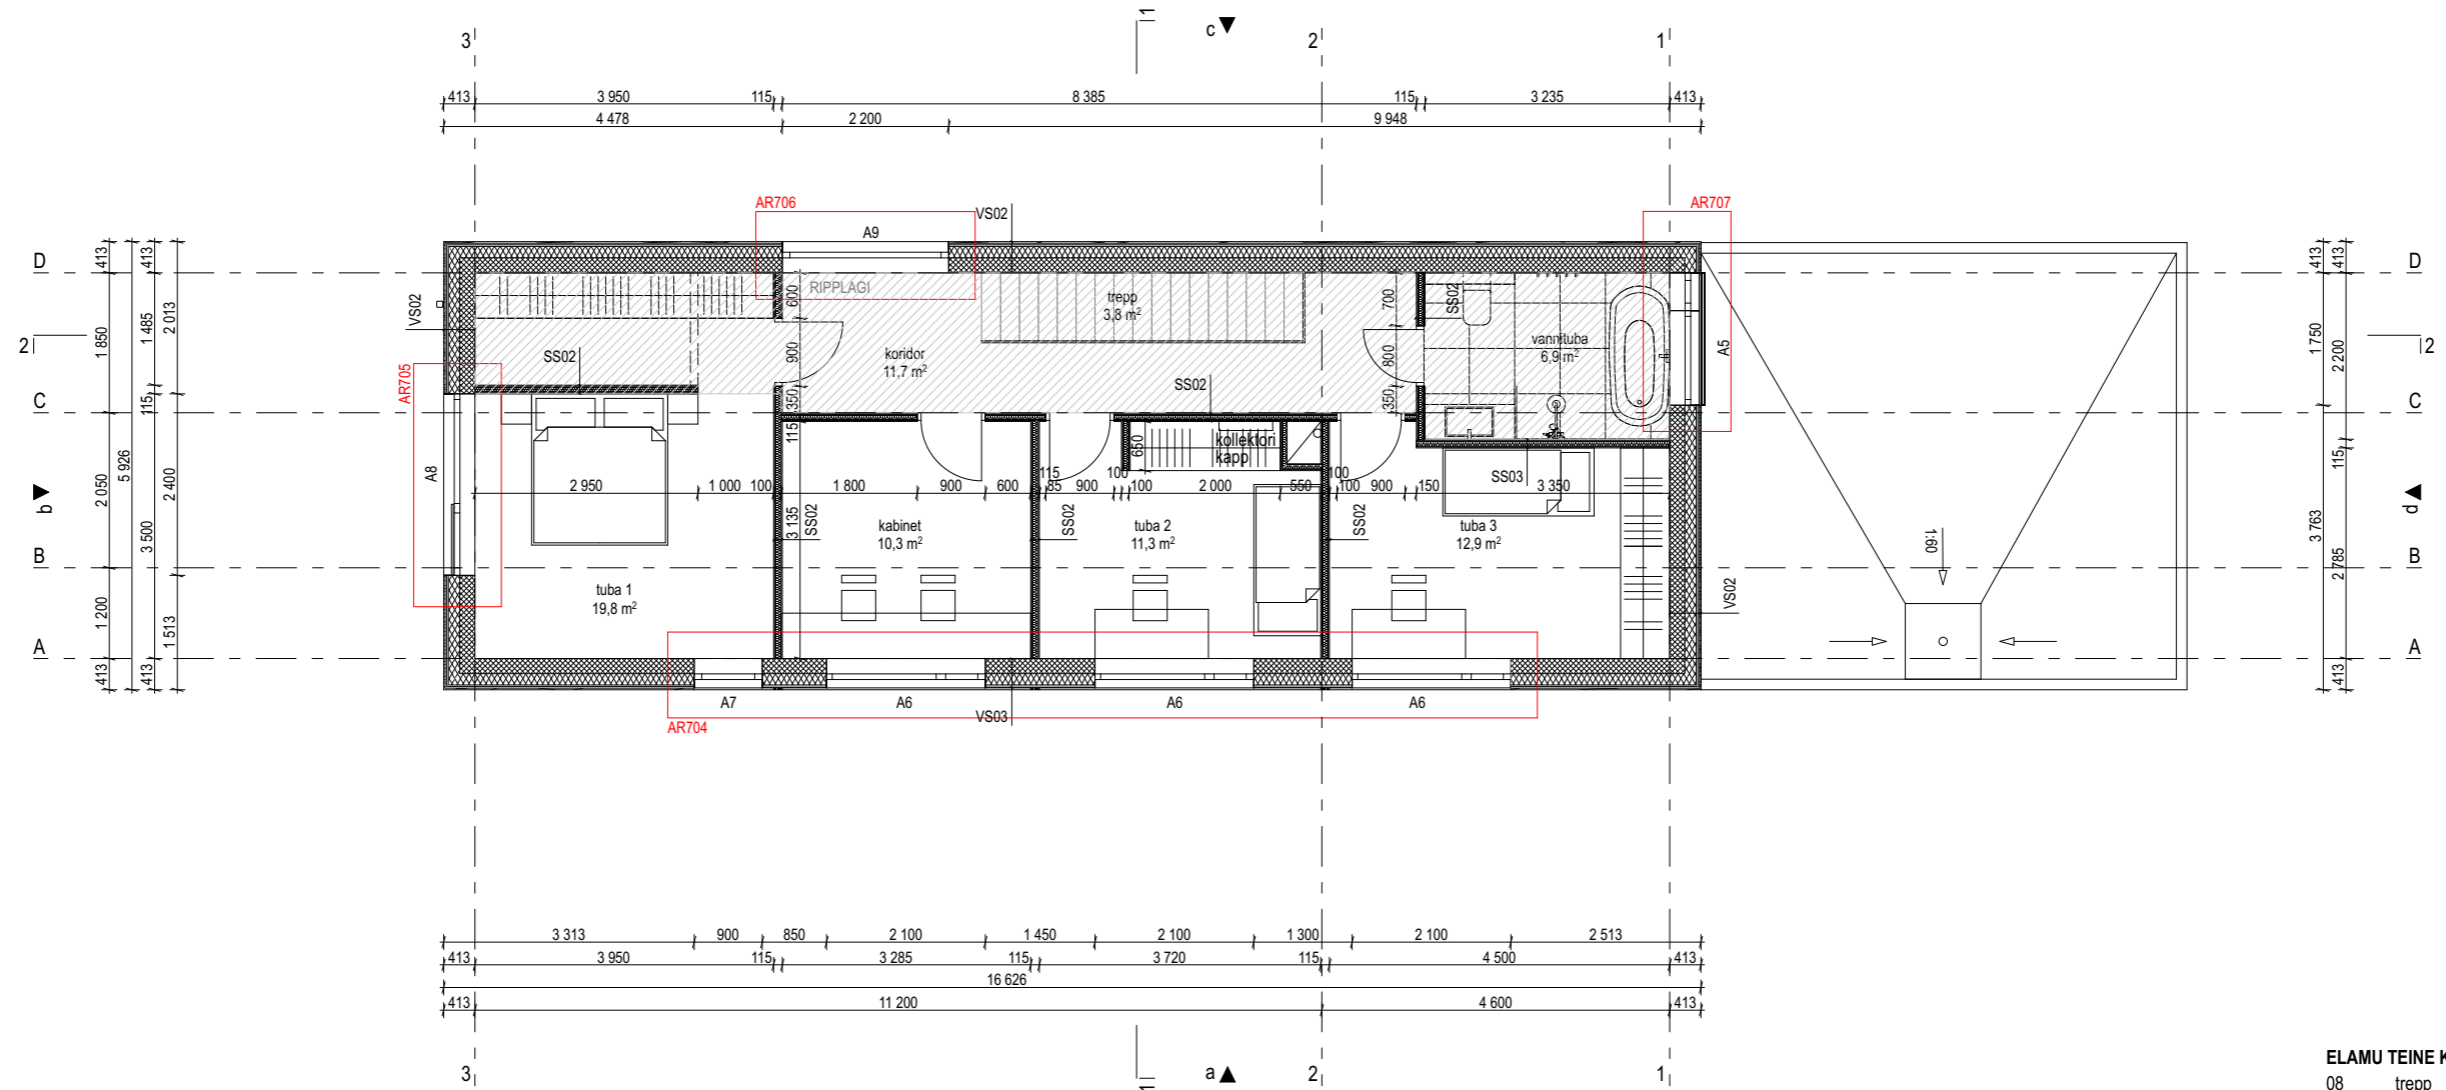 1
c
3
2
1
413 3 950 115 8 385 115 3 235 413
4 478 2 200 9 948
AR706
VS02
AR707
A9
D
D
413
413
413
413
RIPPLAGI
600
trepp
3,8 m²
700
SS02
VS02
2
2
1 850
1 485
2 013
SS02
900
koridor
11,7 m²
800
vannituba
6,9 m²
A5
1 750
2 200
AR705
SS02
C
C
115
350
115
350
115
650
kollektori
kapp
115
100
100
SS03
A8
b
2 050
5 926
2 400
3 500
2 950 1 000 100 1 800 900 600 85 900 100 2 000 550 100 900 150 3 350
3 135
SS02
kabinet
10,3 m²
SS02
tuba 2
11,3 m²
SS02
tuba 3
12,9 m²
1:60
d
3 763
2 785
B
B
tuba 1
19,8 m²
VS02
1 200
1 513
A
A
413
413
413
413
A7 A6 VS03 A6 A6
AR704
3 313 900 850 2 100 1 450 2 100 1 300 2 100 2 513
413 3 950 115 3 285 115 3 720 115 4 500 413
16 626
413 11 200 4 600 413
ELAMU TEINE K
08 trepp
3
1
a
2
1